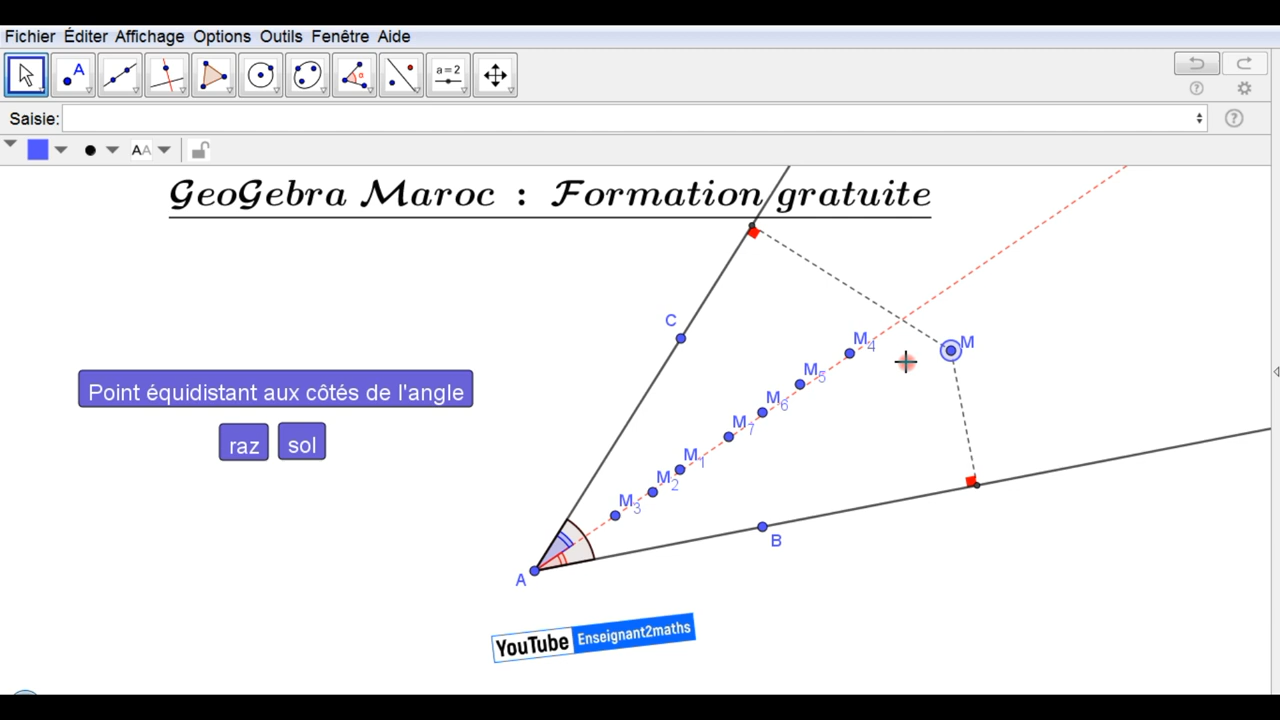 Fichier Éditer Affichage Options Outils Fenêtre Aide
A
α
a=2
Saisie:
AA
GeoGebra Maroc : Formation gratuite
C
M
M4
M5
M6
M7
M1
M2
M3
Point équidistant aux côtés de l'angle
raz sol
B
A
YouTube Enseignant2maths